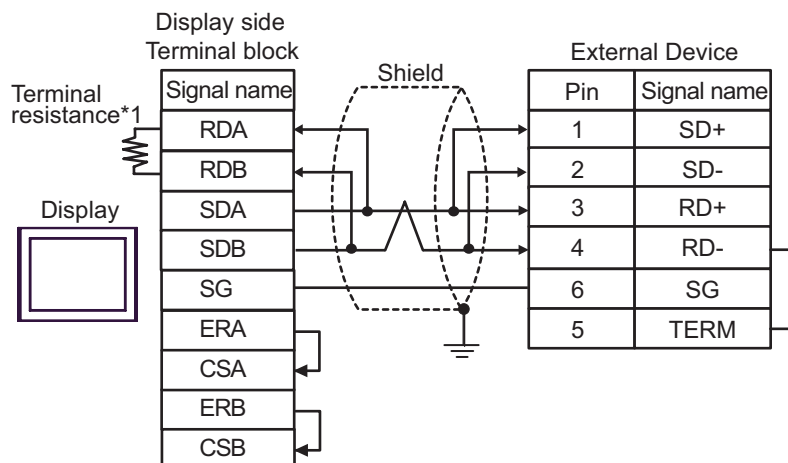 Display side
Terminal block
Shield
External Device
Terminal
resistance*1
Signal name
Pin Signal name
RDA
1 SD+
RDB
2 SD-
Display
SDA
3 RD+
SDB
4 RD-
SG
6 SG
ERA
5 TERM
CSA
ERB
CSB